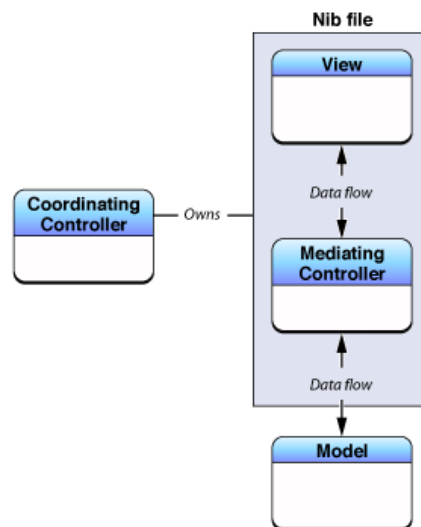 Nib file
View
Data flow
Coordinating
Controller
Owns
Mediating
Controller
Data flow
Model